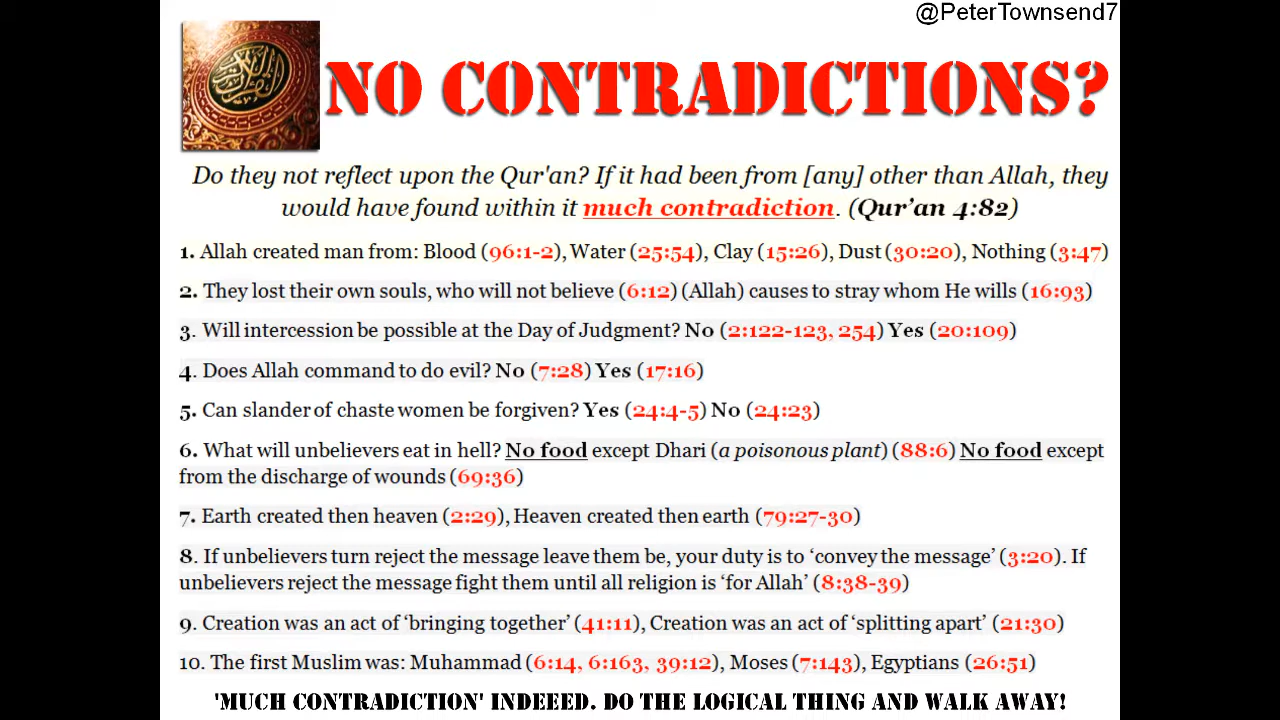 @PeterTownsend7
NO CONTRADICTIONS?
Do they not reflect upon the Qur'an? If it had been from [any] other than Allah, they
would have found within it much contradiction. (Qur’an 4:82)
1. Allah created man from: Blood (96:1-2), Water (25:54), Clay (15:26), Dust (30:20), Nothing (3:47)
2. They lost their own souls, who will not believe (6:12) (Allah) causes to stray whom He wills (16:93)
3. Will intercession be possible at the Day of Judgment? No (2:122-123, 254) Yes (20:109)
4. Does Allah command to do evil? No (7:28) Yes (17:16)
5. Can slander of chaste women be forgiven? Yes (24:4-5) No (24:23)
6. What will unbelievers eat in hell? No food except Dhari (a poisonous plant) (88:6) No food except
from the discharge of wounds (69:36)
7. Earth created then heaven (2:29), Heaven created then earth (79:27-30)
8. If unbelievers turn reject the message leave them be, your duty is to ‘convey the message’ (3:20). If
unbelievers reject the message fight them until all religion is ‘for Allah’ (8:38-39)
9. Creation was an act of ‘bringing together’ (41:11), Creation was an act of ‘splitting apart’ (21:30)
10. The first Muslim was: Muhammad (6:14, 6:163, 39:12), Moses (7:143), Egyptians (26:51)
'MUCH CONTRADICTION' INDEEED. DO THE LOGICAL THING AND WALK AWAY!